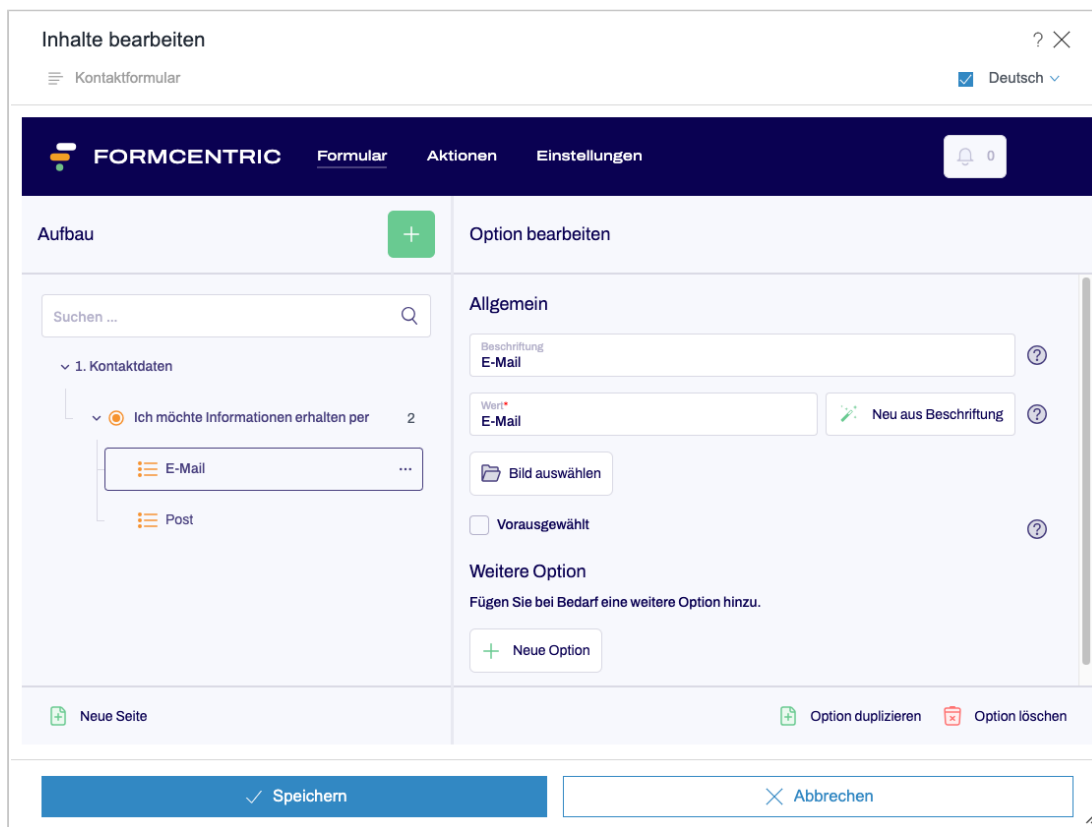 Inhalte bearbeiten
?
Kontaktformular
Deutsch
FORMCENTRIC
Formular
Aktionen
Einstellungen
0
Aufbau
+
Option bearbeiten
Suchen ...
1. Kontaktdaten
Ich möchte Informationen erhalten per 2
E-Mail ...
Post
Allgemein
Beschriftung
E-Mail
?
Wert*
E-Mail
Neu aus Beschriftung
?
Bild auswählen
Vorausgewählt
?
Weitere Option
Fügen Sie bei Bedarf eine weitere Option hinzu.
+ Neue Option
Neue Seite
Option duplizieren
Option löschen
Speichern
Abbrechen